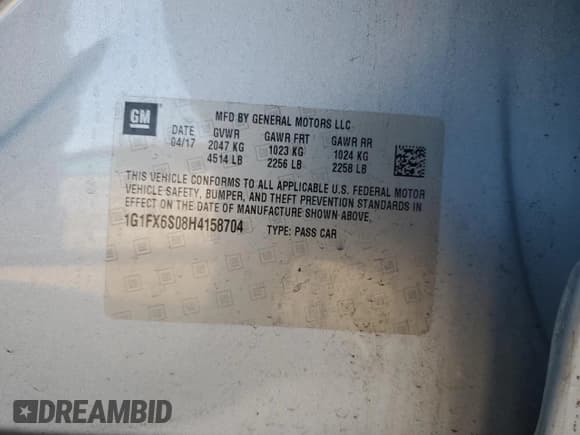 GM
MFD BY GENERAL MOTORS LLC
DATE GVWR GAWR FRT GAWR RR
04/17 2047 KG 1023 KG 1024 KG
4514 LB 2256 LB 2258 LB
THIS VEHICLE CONFORMS TO ALL APPLICABLE U.S. FEDERAL MOTOR
VEHICLE SAFETY, BUMPER, AND THEFT PREVENTION STANDARDS IN
EFFECT ON THE DATE OF MANUFACTURE SHOWN ABOVE.
1G1FX6S08H4158704 TYPE: PASS CAR
DREAMBID